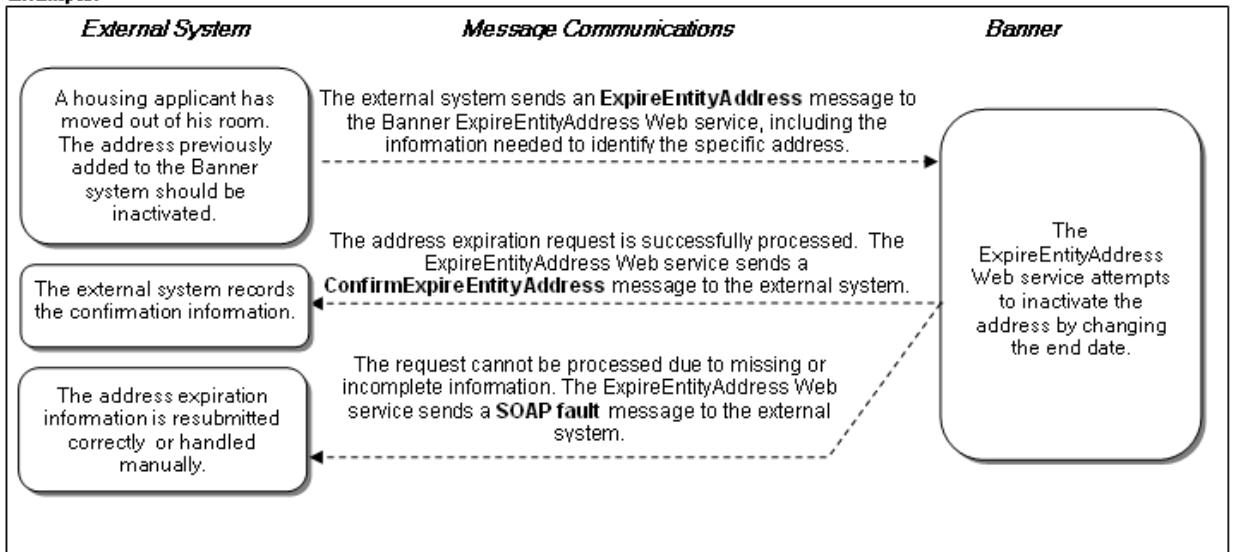 External System
Message Communications
Banner
A housing applicant has
moved out of his room.
The address previously
added to the Banner
system should be
inactivated.
The external system sends an ExpireEntityAddress message to
the Banner ExpireEntityAddress Web service, including the
information needed to identify the specific address.
The address expiration request is successfully processed. The
ExpireEntityAddress Web service sends a
ConfirmExpireEntityAddress message to the external system.
The external system records
the confirmation information.
The
ExpireEntityAddress
Web service attempts
to inactivate the
address by changing
the end date.
The request cannot be processed due to missing or
incomplete information. The ExpireEntityAddress Web
service sends a SOAP fault message to the external
system.
The address expiration
information is resubmitted
correctly or handled
manually.